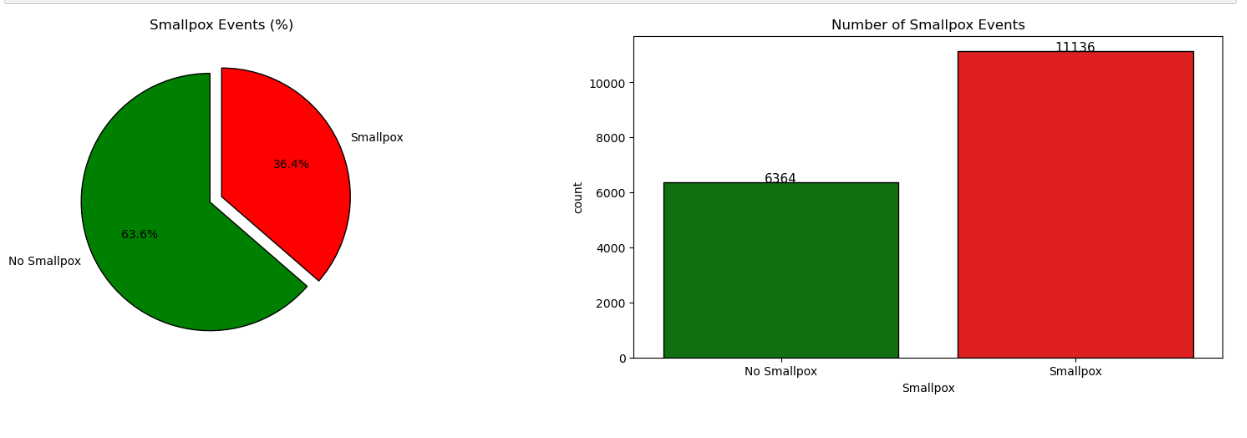 Smallpox Events (%)
Smallpox
36.4%
63.6%
No Smallpox
Number of Smallpox Events
11136
10000
8000
6364
6000
count
4000
2000
0
No Smallpox Smallpox
Smallpox